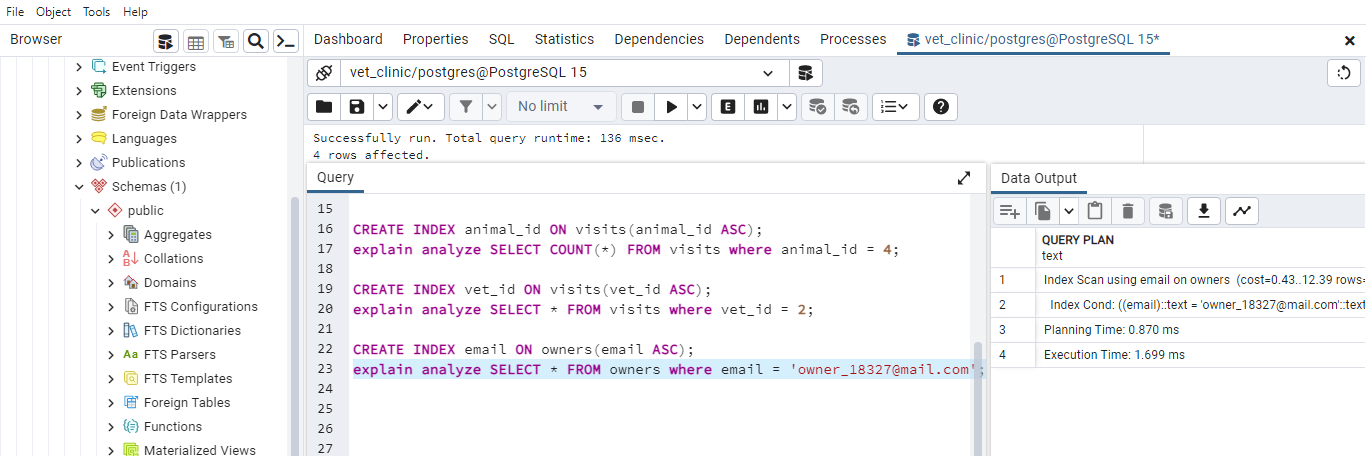 File Object Tools Help
Browser
Dashboard Properties SQL Statistics Dependencies Dependents Processes vet_clinic/postgres@PostgreSQL 15*
Event Triggers
Extensions
Foreign Data Wrappers
Languages
Publications
Schemas (1)
public
Aggregates
Collations
Domains
FTS Configurations
FTS Dictionaries
FTS Parsers
FTS Templates
Foreign Tables
Functions
Materialized Views
vet_clinic/postgres@PostgreSQL 15
No limit
Successfully run. Total query runtime: 136 msec.
4 rows affected.
Query
15
16 CREATE INDEX animal_id ON visits(animal_id ASC);
17 explain analyze SELECT COUNT(*) FROM visits where animal_id = 4;
18
19 CREATE INDEX vet_id ON visits(vet_id ASC);
20 explain analyze SELECT * FROM visits where vet_id = 2;
21
22 CREATE INDEX email ON owners(email ASC);
23 explain analyze SELECT * FROM owners where email = 'owner_18327@mail.com';
24
25
26
27
Data Output
QUERY PLAN
text
1 Index Scan using email on owners (cost=0.43..12.39 rows=
2 Index Cond: ((email)::text = 'owner_18327@mail.com'::text
3 Planning Time: 0.870 ms
4 Execution Time: 1.699 ms